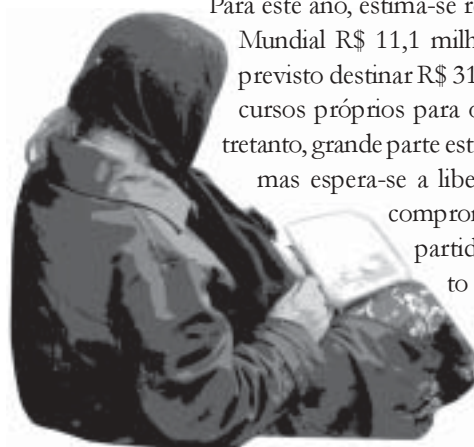 Para este ano, estima-se r
Mundial R$ 11,1 milh
previsto destinar R$ 31
cursos próprios para o
tretanto, grande parte est
mas espera-se a libe
compron
partid
to